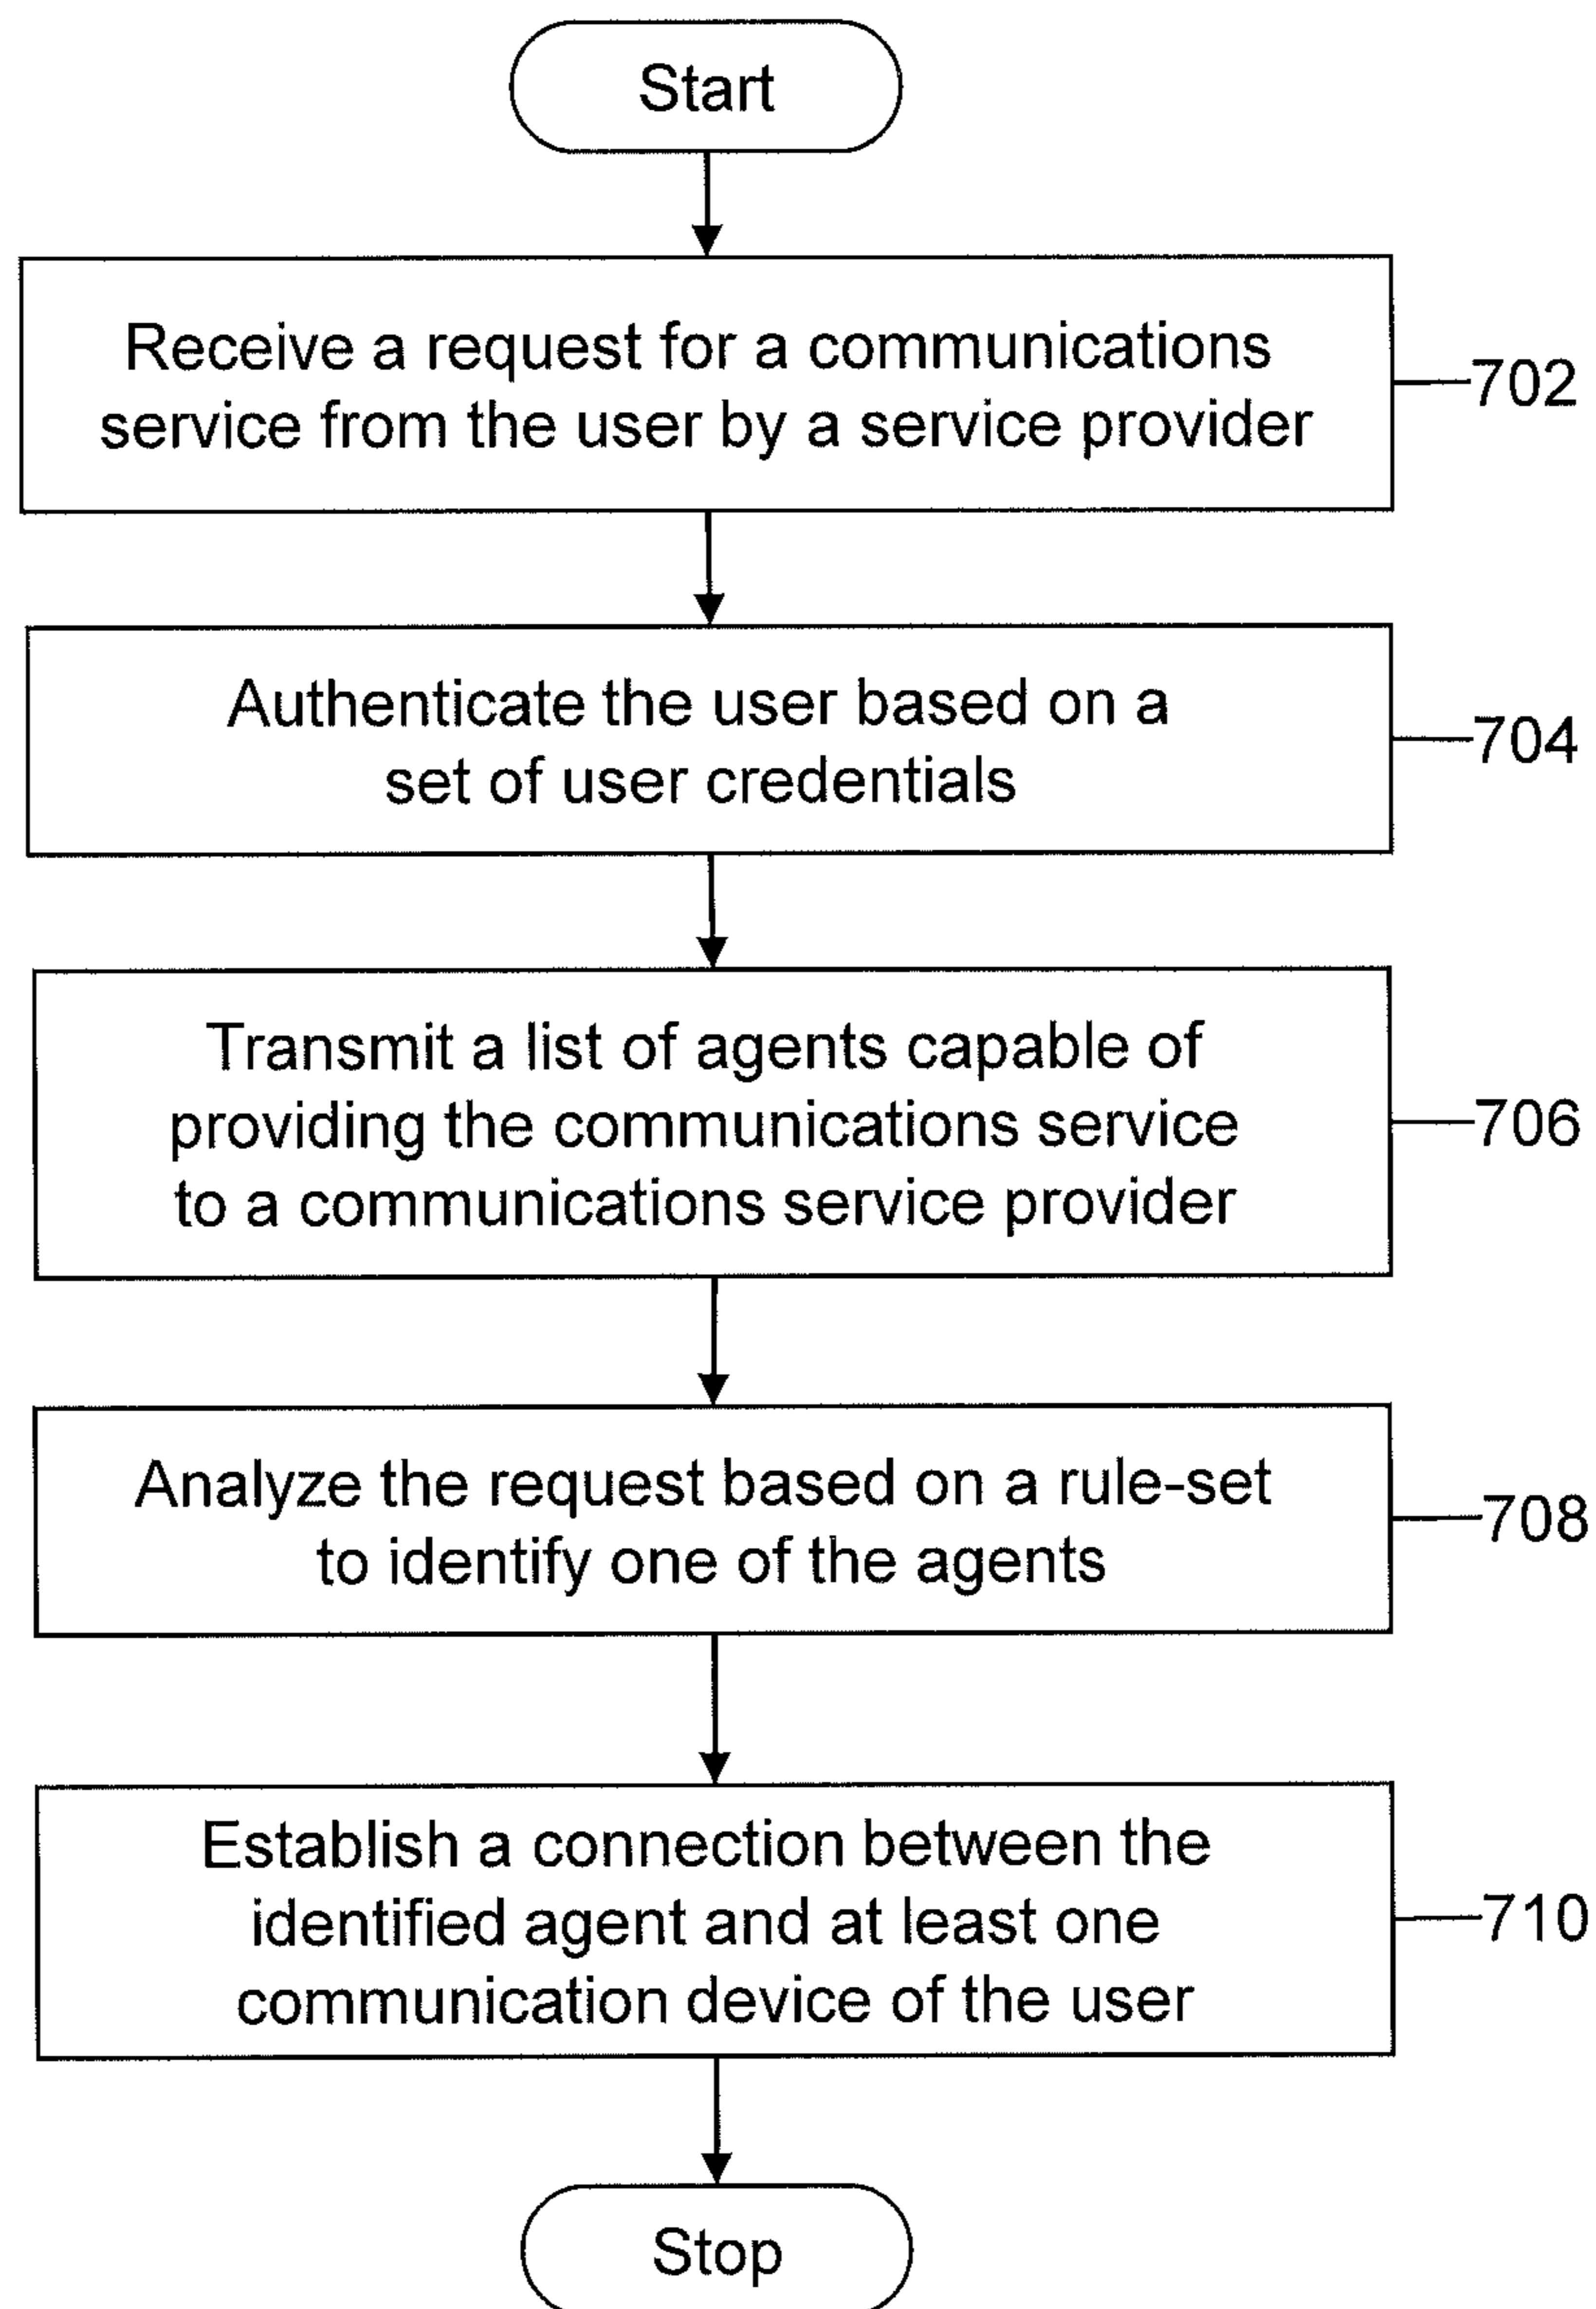 Start
Receive a request for a communications
service from the user by a service provider
702
Authenticate the user based on a
set of user credentials
704
Transmit a list of agents capable of
providing the communications service
to a communications service provider
706
Analyze the request based on a rule-set
to identify one of the agents
708
Establish a connection between the
identified agent and at least one
communication device of the user
710
Stop